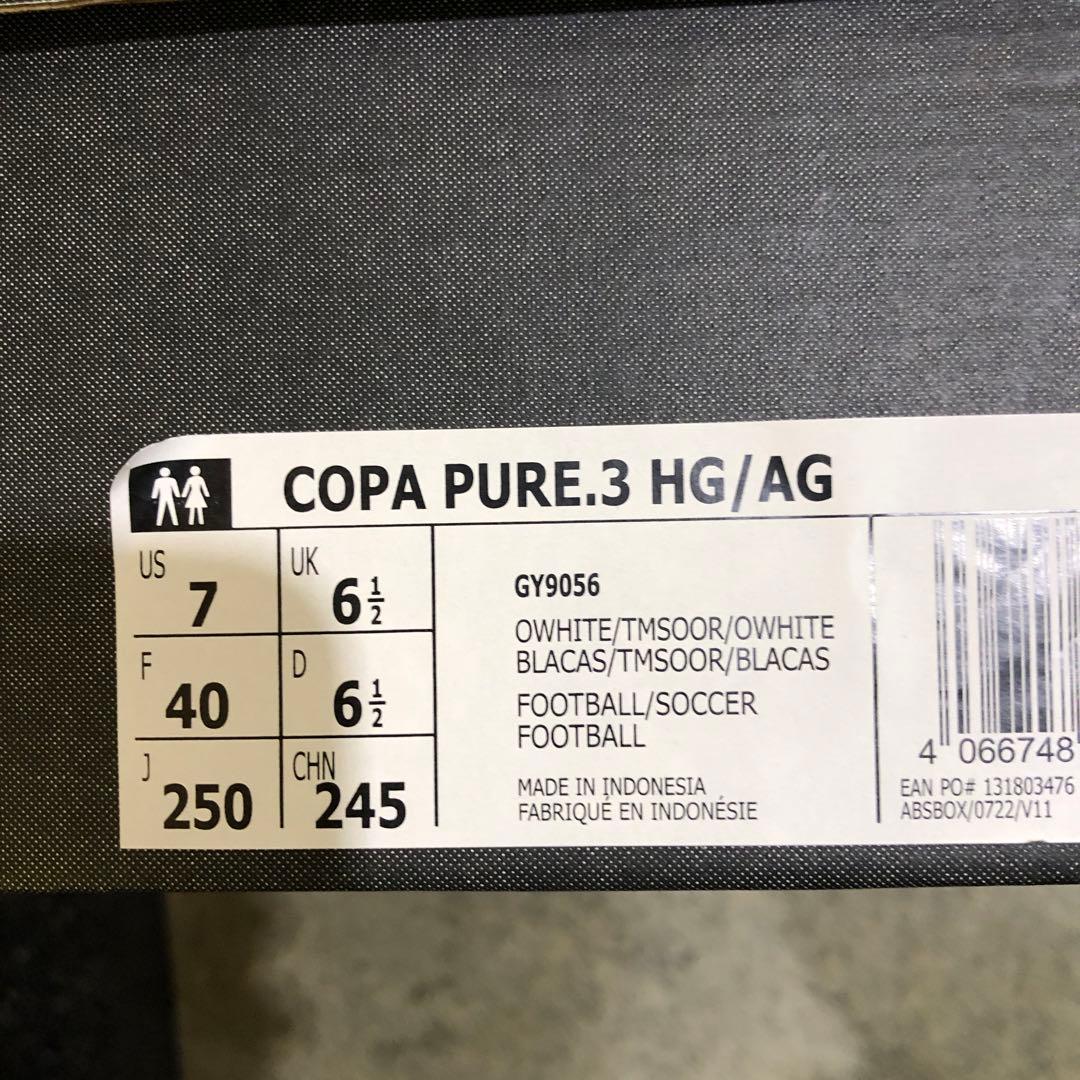 COPA PURE.3 HG/AG
US 7
UK 6 1/2
F 40
D 6 1/2
J 250
CHN 245
GY9056
OWHITE/TMSOOR/OWHITE
BLACAS/TMSOOR/BLACAS
FOOTBALL/SOCCER
FOOTBALL
MADE IN INDONESIA
FABRIQUÉ EN INDONÉSIE
4 066748
EAN PO# 131803476
ABSBOX/0722/V11